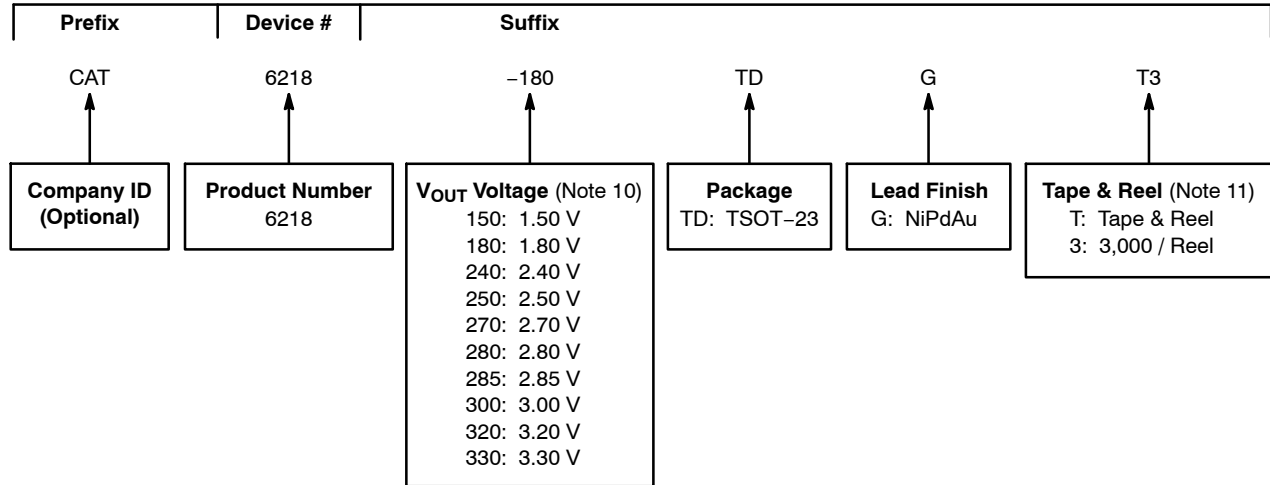 Prefix Device # Suffix
CAT 6218 −180 TD G T3
Company ID
(Optional)
Product Number
6218
VOUT Voltage (Note 10)
150: 1.50 V
180: 1.80 V
240: 2.40 V
250: 2.50 V
270: 2.70 V
280: 2.80 V
285: 2.85 V
300: 3.00 V
320: 3.20 V
330: 3.30 V
Package
TD: TSOT−23
Lead Finish
G: NiPdAu
Tape & Reel (Note 11)
T: Tape & Reel
3: 3,000 / Reel